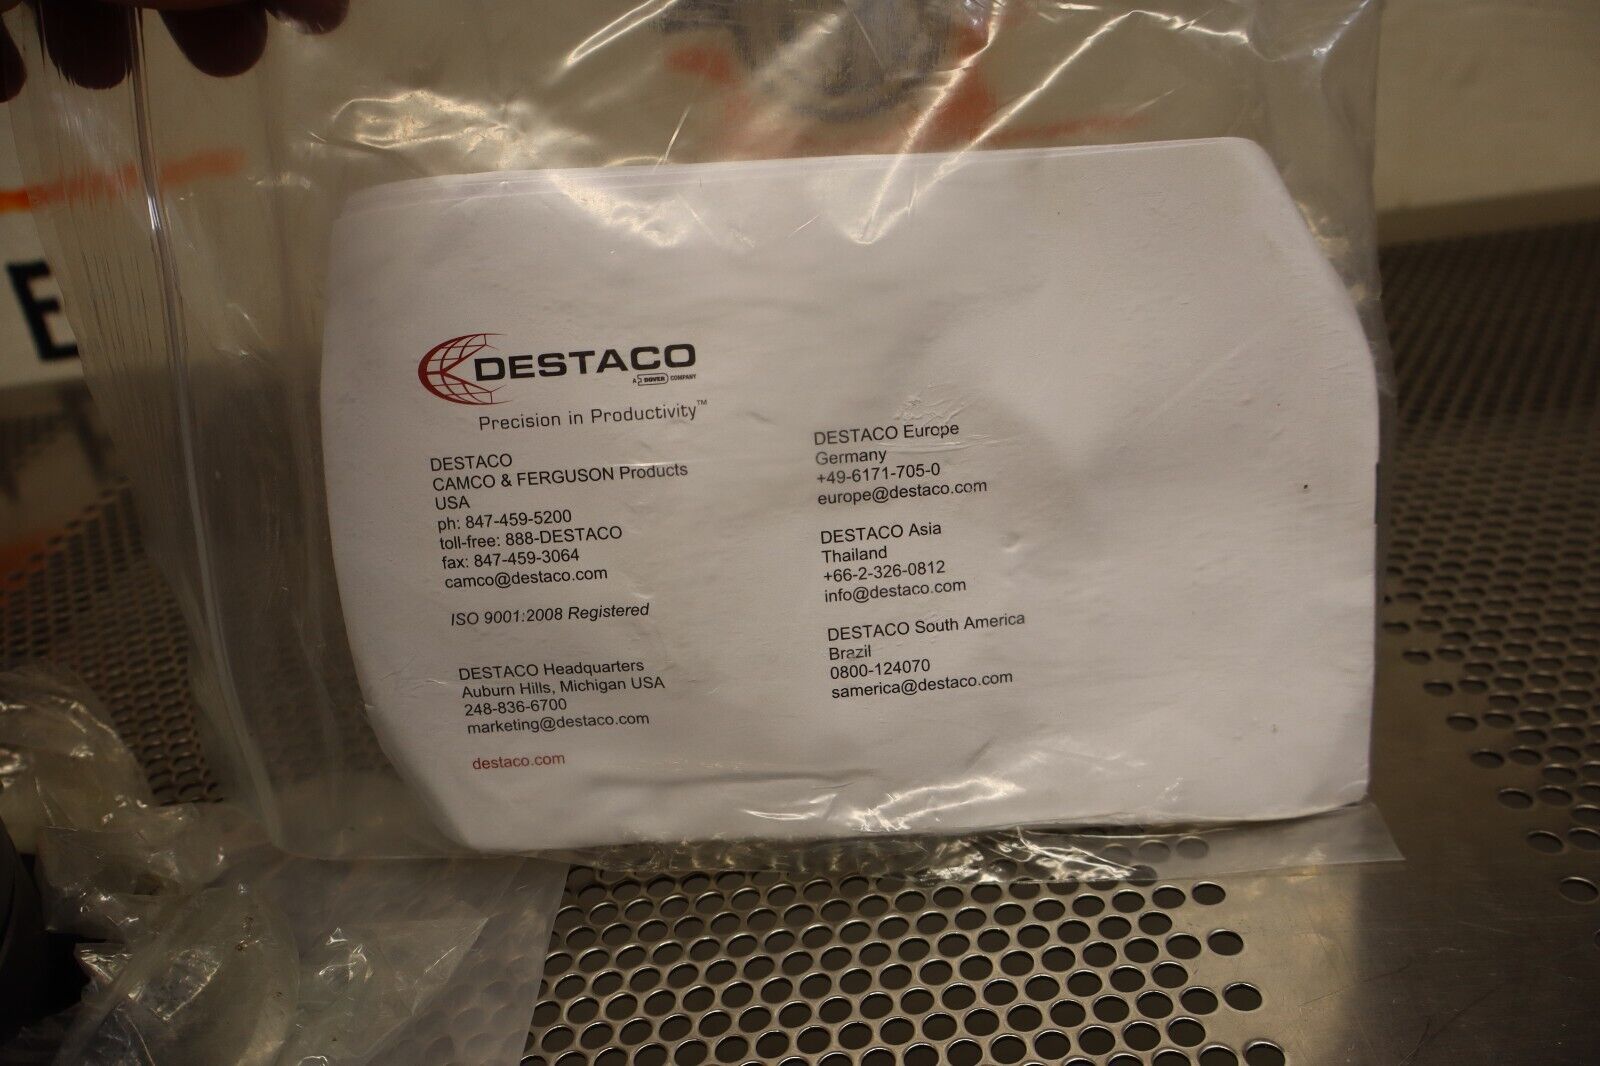 E
DESTACO
A DOVER COMPANY
Precision in Productivity™
DESTACO
CAMCO & FERGUSON Products
USA
ph: 847-459-5200
toll-free: 888-DESTACO
fax: 847-459-3064
camco@destaco.com
ISO 9001:2008 Registered
DESTACO Headquarters
Auburn Hills, Michigan USA
248-836-6700
marketing@destaco.com
destaco.com
DESTACO Europe
Germany
+49-6171-705-0
europe@destaco.com
DESTACO Asia
Thailand
+66-2-326-0812
info@destaco.com
DESTACO South America
Brazil
0800-124070
samerica@destaco.com